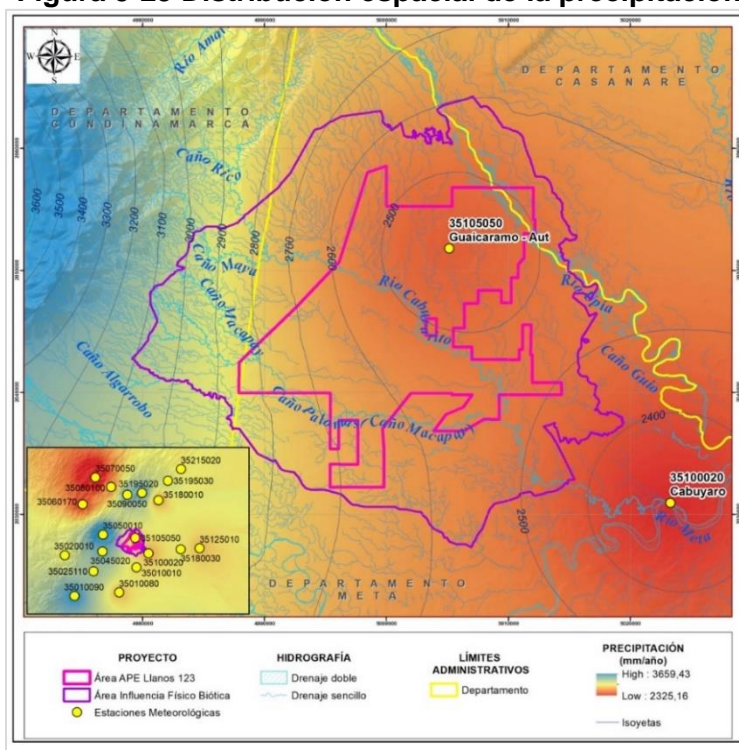 Figura 5-25 Distribución espacial de la precipitación
N
W E
S
DEPARTAMENTO
CUNDINAMARCA
DEPARTAMENTO
CASANARE
Río Amar
Caño Rico
3600
3500
3400
3300
3200
3100
3000
2900
2800
2700
2600
2500
35105050
Guaicaramo - Aut
Caño Mayu
Caño Macapay
Río Cabuyarito
Río Upía
Caño Guio
Caño Algarrobo
Caño Palomas (Caño Macapay)
2400
35100020
Cabuyaro
Río Meta
2500
35070050
35215020
35080100
35195020
35195030
35060170
35090050
35180010
35050010
35105050
35125010
35020010
35100020
35180030
35045020
35025110
35010010
35010090
35010080
DEPARTAMENTO
META
PROYECTO
Área APE Llanos 123
Área Influencia Físico Biótica
Estaciones Meteorológicas
HIDROGRAFÍA
Drenaje doble
Drenaje sencillo
LÍMITES
ADMINISTRATIVOS
Departamento
PRECIPITACIÓN
(mm/año)
High : 3659,43
Low : 2325,16
Isoyetas